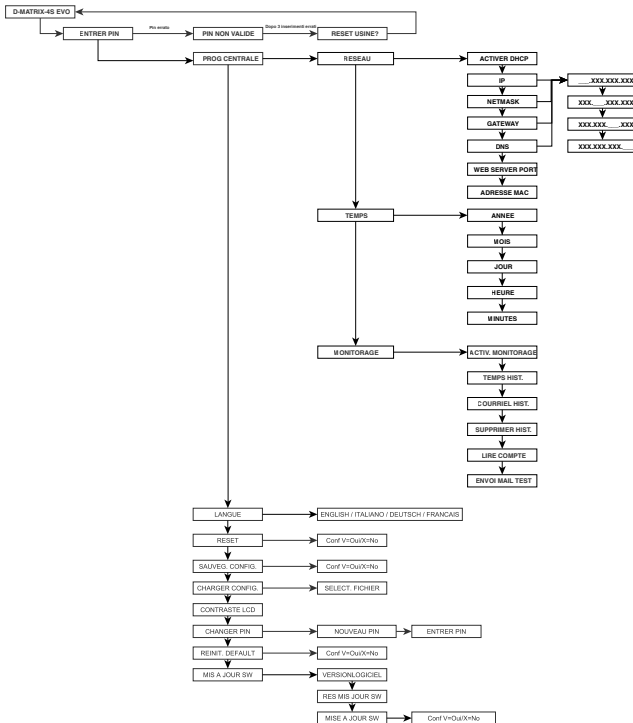 D-MATRIX-4S EVO
ENTRER PIN
Pin errato
PIN NON VALIDE
Dopo 3 inserimenti errati
RESET USINE?
PROG CENTRALE
RESEAU
ACTIVER DHCP
IP
___.XXX.XXX.XXX
NETMASK
XXX.___.XXX.XXX
GATEWAY
XXX.XXX.___.XXX
DNS
XXX.XXX.XXX.___
WEB SERVER PORT
ADRESSE MAC
TEMPS
ANNEE
MOIS
JOUR
HEURE
MINUTES
MONITORAGE
ACTIV. MONITORAGE
TEMPS HIST.
COURRIEL HIST.
SUPPRIMER HIST.
LIRE COMPTE
ENVOI MAIL TEST
LANGUE
ENGLISH / ITALIANO / DEUTSCH / FRANCAIS
RESET
Conf V=Oui/X=No
SAUVEG. CONFIG.
Conf V=Oui/X=No
CHARGER CONFIG.
SELECT. FICHIER
CONTRASTE LCD
CHANGER PIN
NOUVEAU PIN
ENTRER PIN
REINIT. DEFAULT
Conf V=Oui/X=No
MIS A JOUR SW
VERSIONLOGICIEL
RES MIS JOUR SW
MISE A JOUR SW
Conf V=Oui/X=No